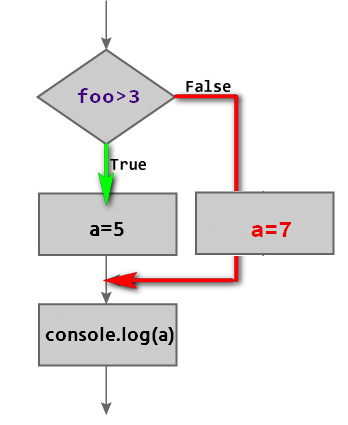 foo>3
False
True
a=5
a=7
console.log(a)